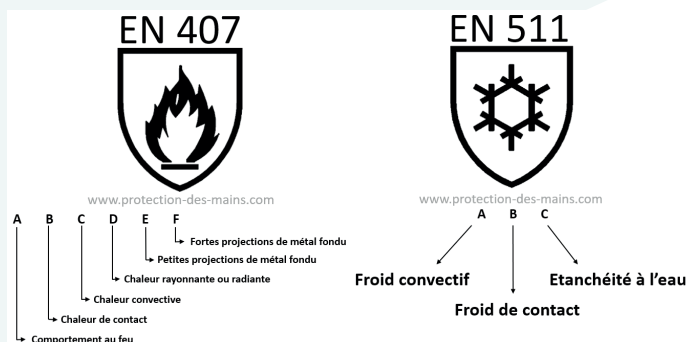 EN 407
www.protection-des-mains.com
A B C D E F
Fortes projections de métal fondu
Petites projections de métal fondu
Chaleur rayonnante ou radiante
Chaleur convective
Chaleur de contact
Comportement au feu
EN 511
www.protection-des-mains.com
A B C
Froid convectif
Etanchéité à l'eau
Froid de contact